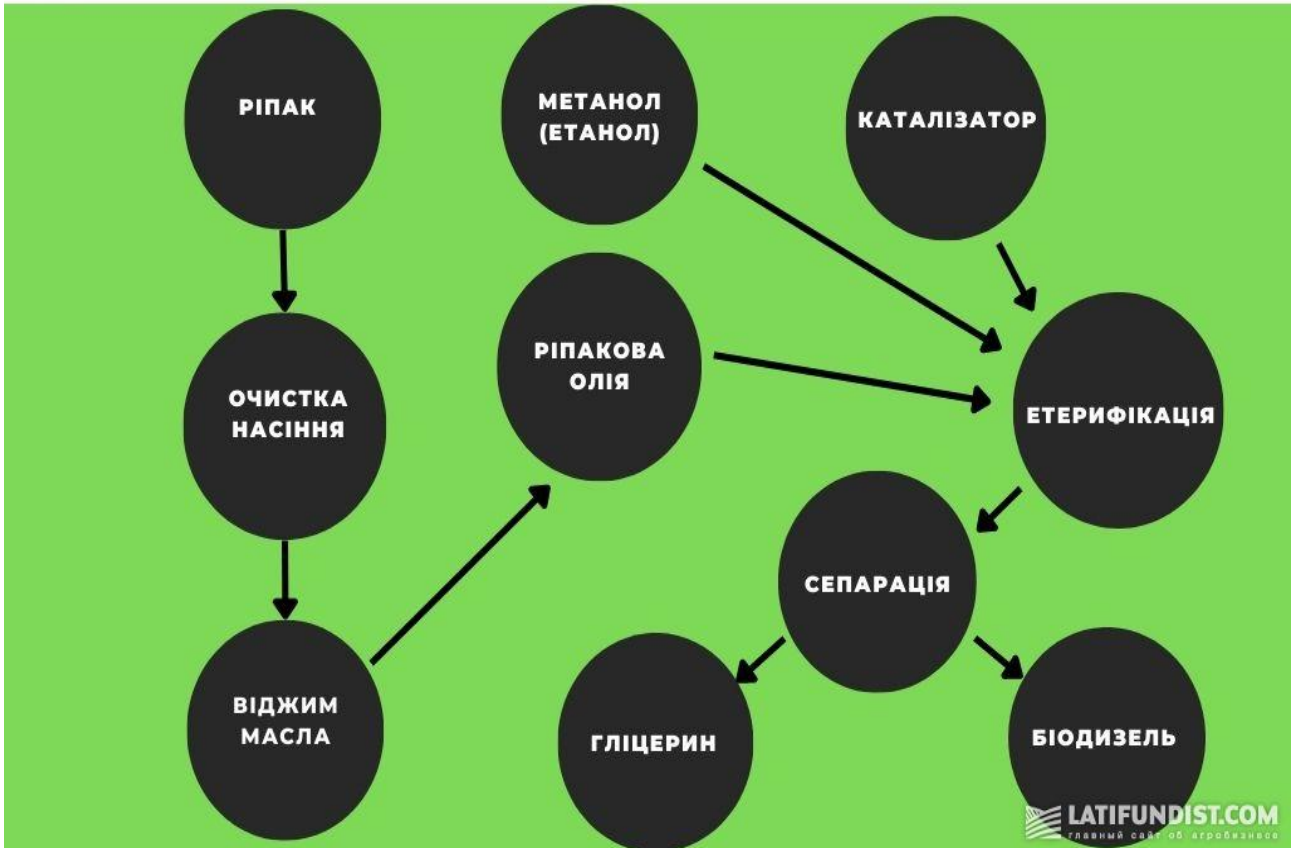 РІПАК
МЕТАНОЛ
(ЕТАНОЛ)
КАТАЛІЗАТОР
РІПАКОВА
ОЛІЯ
ОЧИСТКА
НАСІННЯ
ЕТЕРИФІКАЦІЯ
СЕПАРАЦІЯ
ВІДЖИМ
МАСЛА
ГЛІЦЕРИН
БІОДИЗЕЛЬ
LATIFUNDIST.COM
главный сайт об агробизнесе